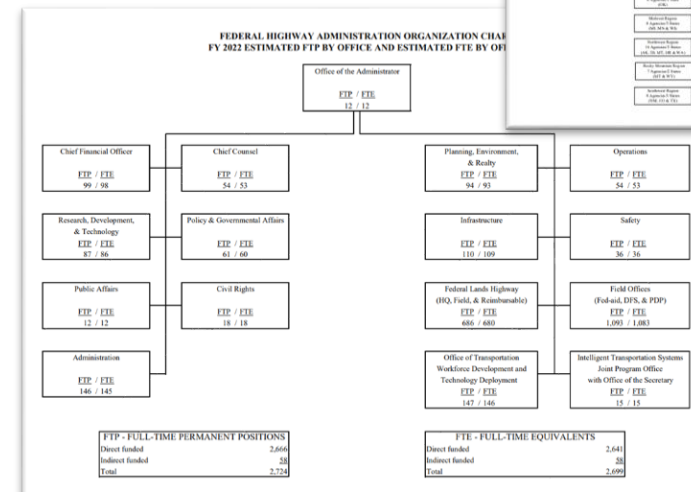 FEDERAL HIGHWAY ADMINISTRATION ORGANIZATION
FY 2022 ESTIMATED FTP BY OFFICE AND ESTIMATED FTE BY
Office of the Administrator
FTP / FTE
12 / 12
Chief Financial Officer
FTP / FTE
99 / 98
Chief Counsel
FTP / FTE
54 / 53
Planning, Environment,
& Realty
FTP / FTE
94 / 93
Operations
FTP / FTE
54 / 53
Research, Development,
& Technology
FTP / FTE
87 / 86
Policy & Governmental Affairs
FTP / FTE
61 / 60
Infrastructure
FTP / FTE
110 / 109
Safety
FTP / FTE
36 / 36
Public Affairs
FTP / FTE
12 / 12
Civil Rights
FTP / FTE
18 / 18
Federal Lands Highway
(HQ, Field, & Reimbursable)
FTP / FTE
686 / 680
Field Offices
(Fed-aid, DFS, & PDP)
FTP / FTE
1,093 / 1,083
Administration
FTP / FTE
146 / 145
Office of Transportation
Workforce Development and
Technology Deployment
FTP / FTE
147 / 146
Intelligent Transportation Systems
Joint Program Office
with Office of the Secretary
FTP / FTE
15 / 15
FTP - FULL-TIME PERMANENT POSITIONS
Direct funded 2,666
Indirect funded 58
Total 2,724
FTE - FULL-TIME EQUIVALENTS
Direct funded 2,641
Indirect funded 58
Total 2,699